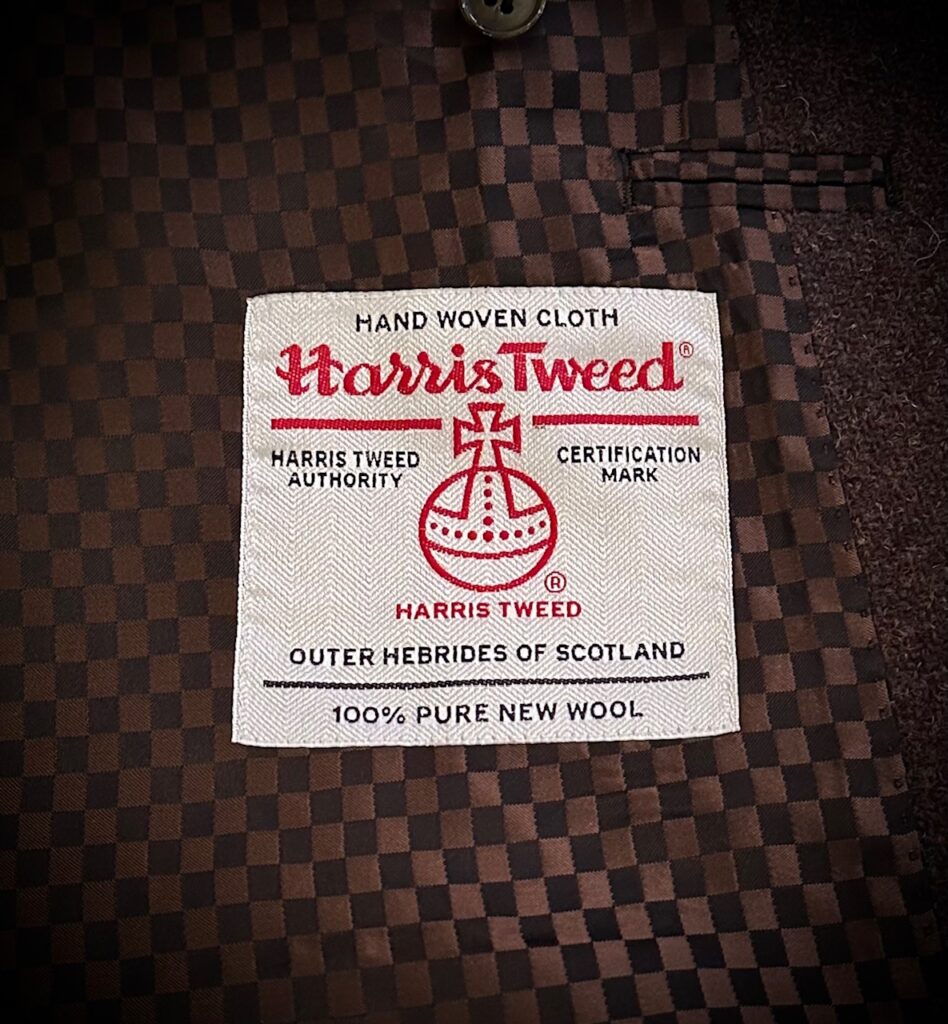 HAND WOVEN CLOTH
Harris Tweed®
HARRIS TWEED
AUTHORITY
CERTIFICATION
MARK
®
HARRIS TWEED
OUTER HEBRIDES OF SCOTLAND
100% PURE NEW WOOL